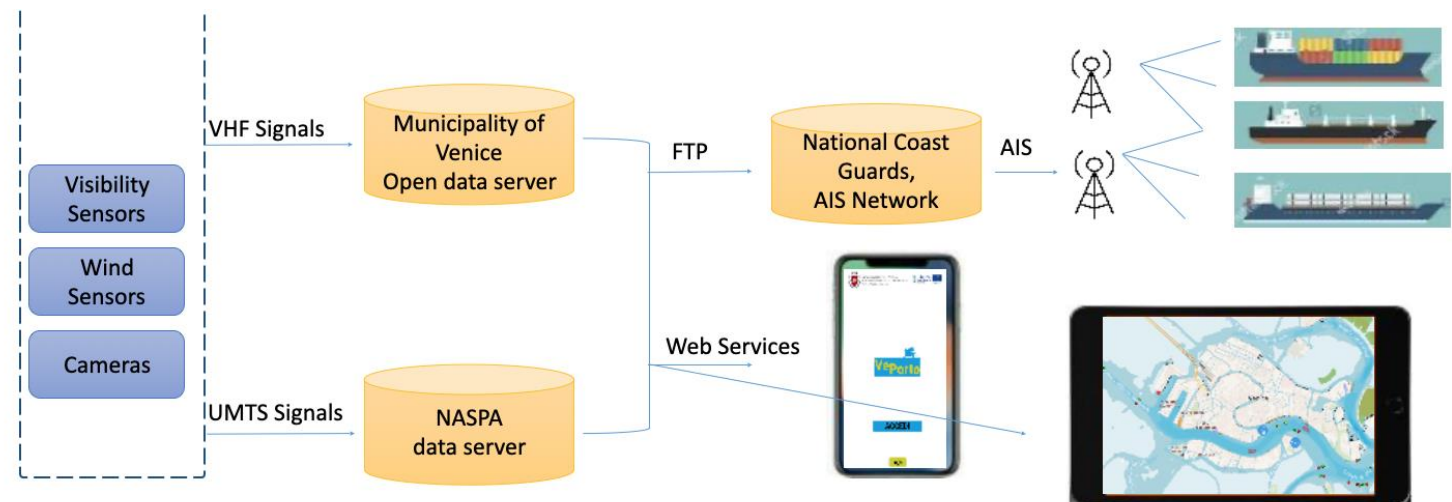 VHF Signals
Municipality of
Venice
Open data server
FTP
National Coast
Guards,
AIS Network
AIS
Visibility
Sensors
Wind
Sensors
Cameras
UMTS Signals
NASPA
data server
Web Services
VePorto
ACCEDI